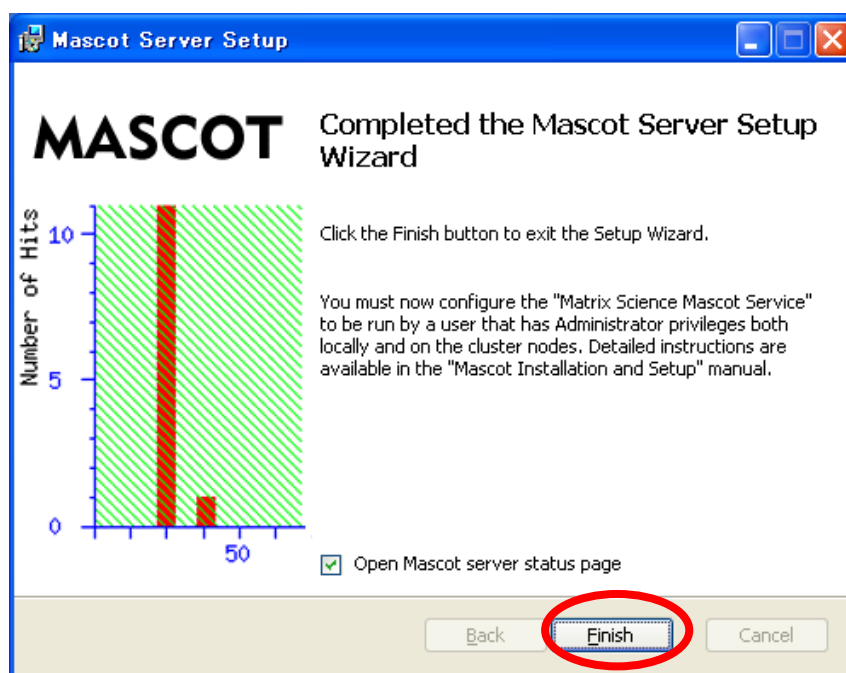 Mascot Server Setup
MASCOT
Completed the Mascot Server Setup
Wizard
Number of Hits
10
5
0
50
Click the Finish button to exit the Setup Wizard.
You must now configure the "Matrix Science Mascot Service"
to be run by a user that has Administrator privileges both
locally and on the cluster nodes. Detailed instructions are
available in the "Mascot Installation and Setup" manual.
Open Mascot server status page
Back
Finish
Cancel